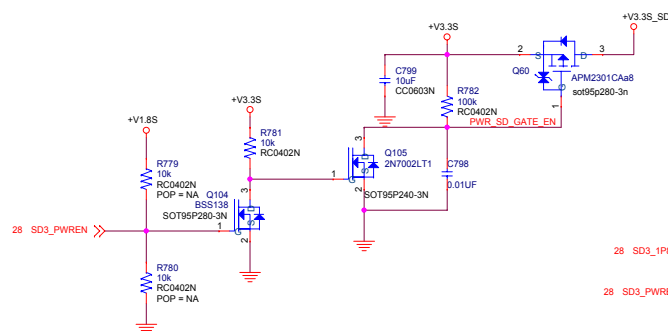 +V3.3S_SD
+V3.3S
2
S
D
3
C799
10uF
CC0603N
Q60
G
APM2301CAa8
sot95p280-3n
1
R782
100k
RC0402N
PWR_SD_GATE_EN
+V3.3S
+V1.8S
R781
10k
RC0402N
3
Q105
2N7002LT1
D
1
G
S
2
C798
0.01UF
R779
10k
RC0402N
POP = NA
Q104
BSS138
SOT95P280-3N
3
D
SOT95P240-3N
28 SD3_PWREN
1
G
S
2
R780
10k
RC0402N
POP = NA
28 SD3_1P
28 SD3_PWRE